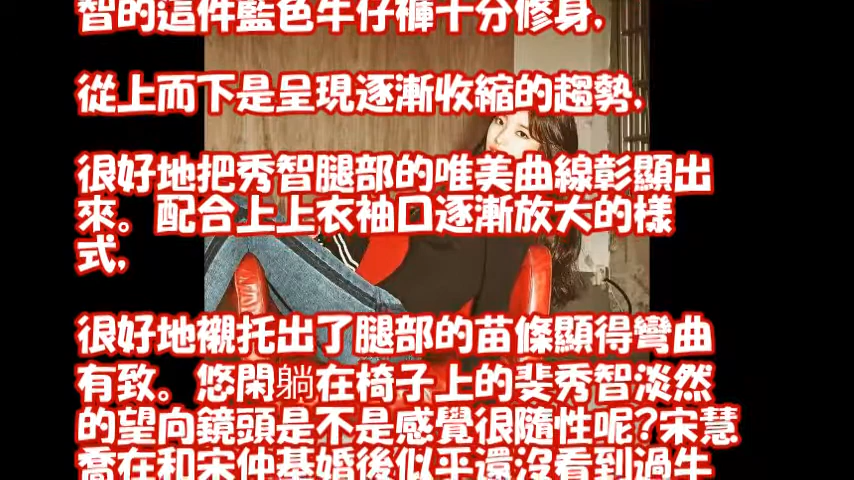 智的這件藍色牛仔褲十分修身,
從上而下是呈現逐漸收縮的趨勢,
很好地把秀智腿部的唯美曲線彰顯出
來。配合上上衣袖口逐漸放大的樣
式,
很好地襯托出了腿部的苗條顯得彎曲
有致。悠閑躺在椅子上的裴秀智淡然
的望向鏡頭是不是感覺很隨性呢?宋慧
喬在和宋仲基婚後似乎還沒看到過牛